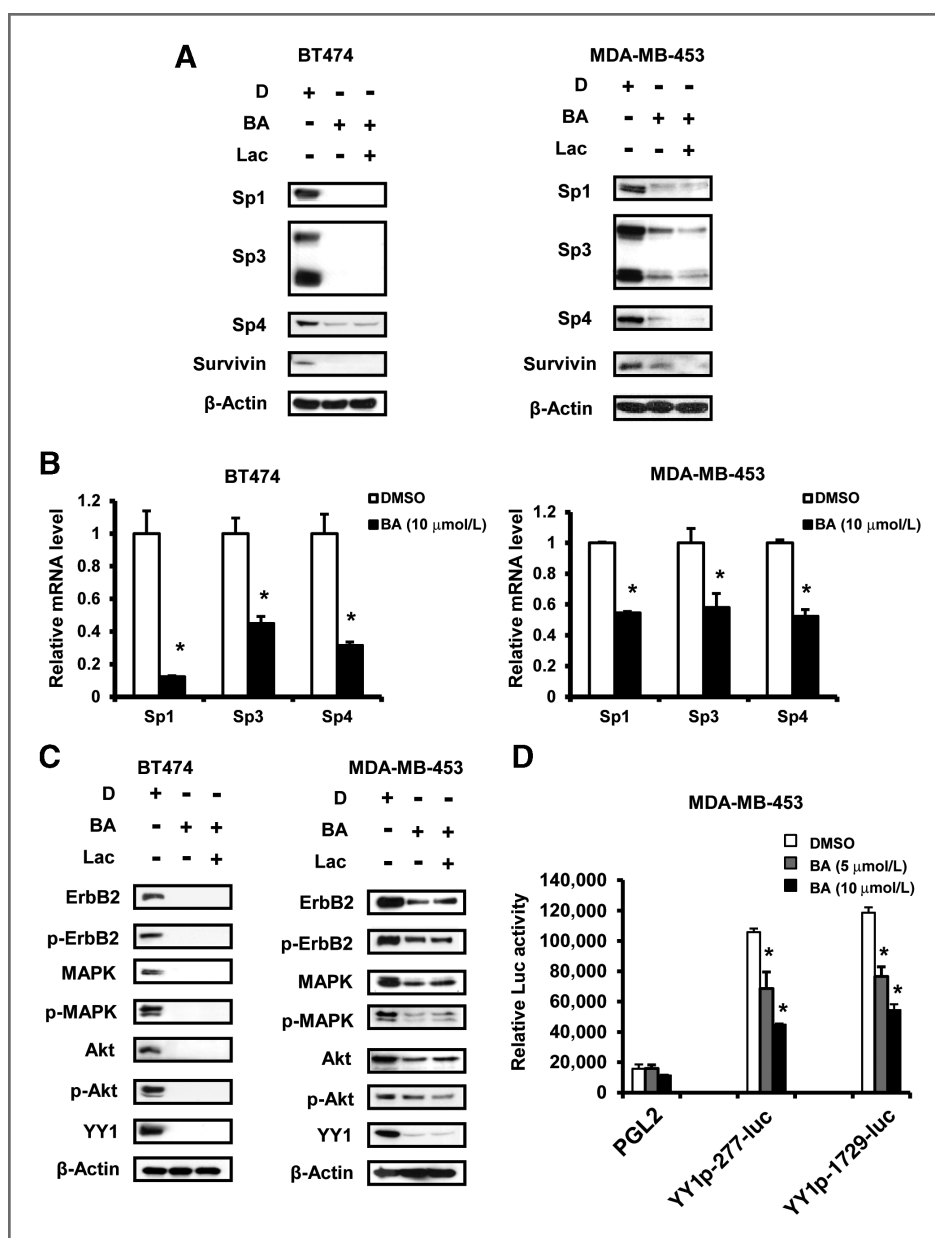 A
BT474
D + - -
BA - + +
Lac - - +
Sp1
Sp3
Sp4
Survivin
β-Actin
MDA-MB-453
D + - -
BA - + +
Lac - - +
Sp1
Sp3
Sp4
Survivin
β-Actin
B
BT474
DMSO
BA (10 μmol/L)
Relative mRNA level
1.2
1
0.8
0.6
0.4
0.2
0
*
*
*
Sp1 Sp3 Sp4
MDA-MB-453
DMSO
BA (10 μmol/L)
Relative mRNA level
1.2
1
0.8
0.6
0.4
0.2
0
*
*
*
Sp1 Sp3 Sp4
C
BT474
D + - -
BA - + +
Lac - - +
ErbB2
p-ErbB2
MAPK
p-MAPK
Akt
p-Akt
YY1
β-Actin
MDA-MB-453
D + - -
BA - + +
Lac - - +
ErbB2
p-ErbB2
MAPK
p-MAPK
Akt
p-Akt
YY1
β-Actin
D
MDA-MB-453
DMSO
BA (5 μmol/L)
BA (10 μmol/L)
Relative Luc activity
140,000
120,000
100,000
80,000
60,000
40,000
20,000
0
*
*
*
*
PGL2
YY1p-277-luc
YY1p-1729-luc